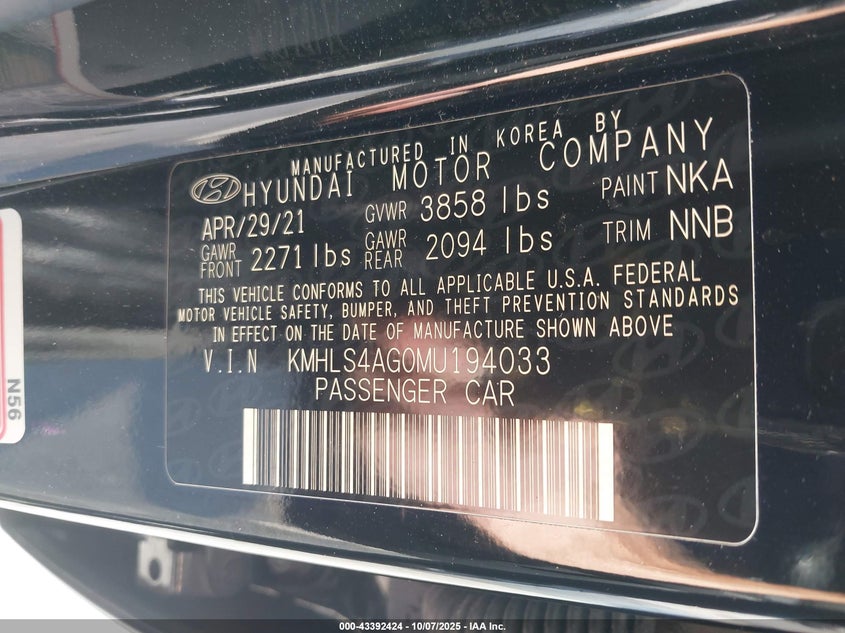 MANUFACTURED IN KOREA BY
HYUNDAI MOTOR COMPANY
APR/29/21 GVWR 3858 lbs PAINT NKA
GAWR FRONT 2271 lbs GAWR REAR 2094 lbs TRIM NNB
THIS VEHICLE CONFORMS TO ALL APPLICABLE U.S.A. FEDERAL
MOTOR VEHICLE SAFETY, BUMPER, AND THEFT PREVENTION STANDARDS
IN EFFECT ON THE DATE OF MANUFACTURE SHOWN ABOVE
V.I.N KMHLS4AG0MU194033
PASSENGER CAR
N56
000-43392424 - 10/07/2025 - IAA Inc.